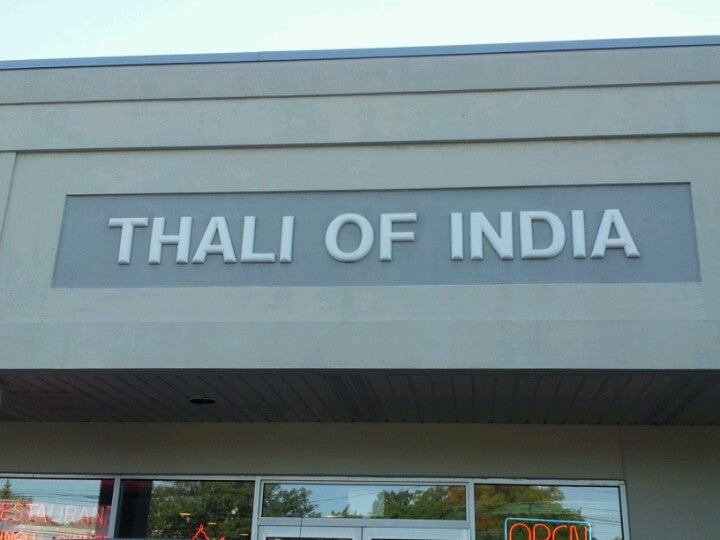 THALI OF INDIA
RESTAURANT
OPEN